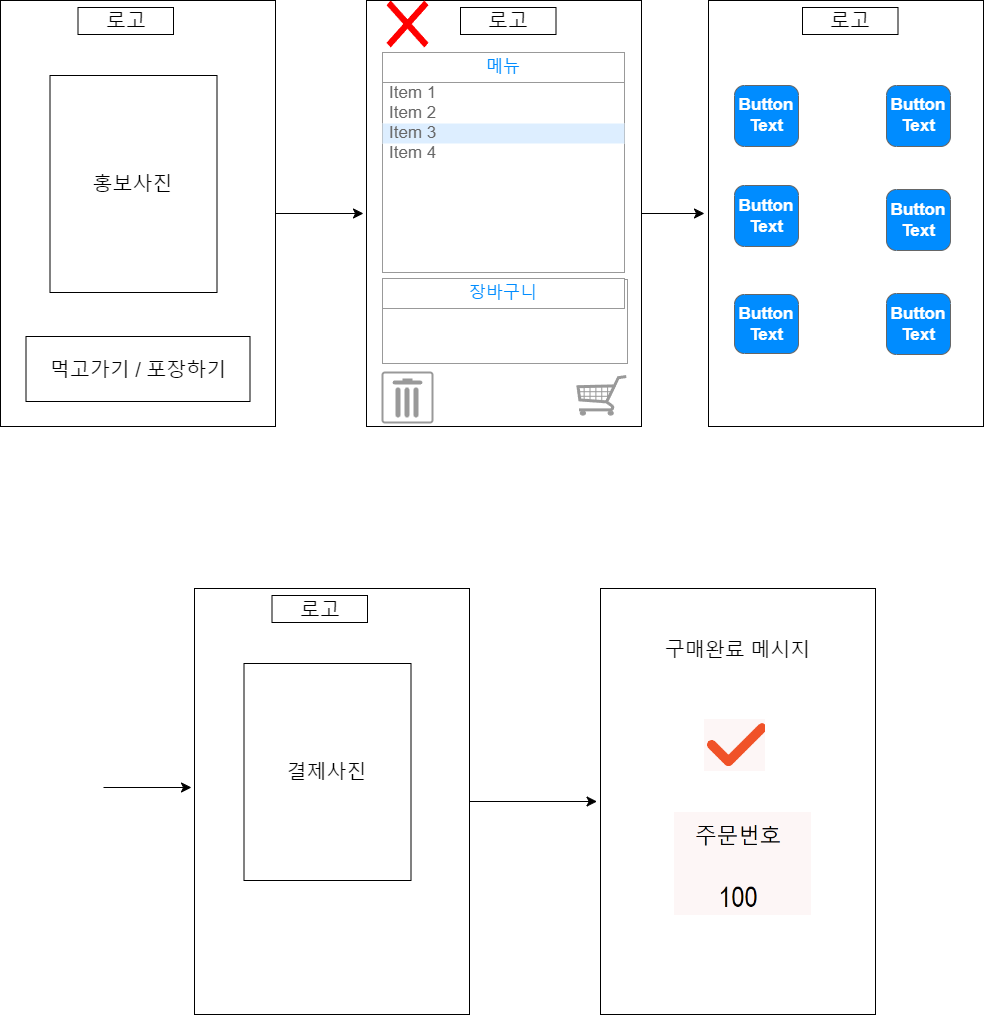 로고
홍보사진
먹고가기 / 포장하기
로고
메뉴
Item 1
Item 2
Item 3
Item 4
장바구니
로고
Button
Text
Button
Text
Button
Text
Button
Text
Button
Text
Button
Text
로고
결제사진
구매완료 메시지
주문번호
100